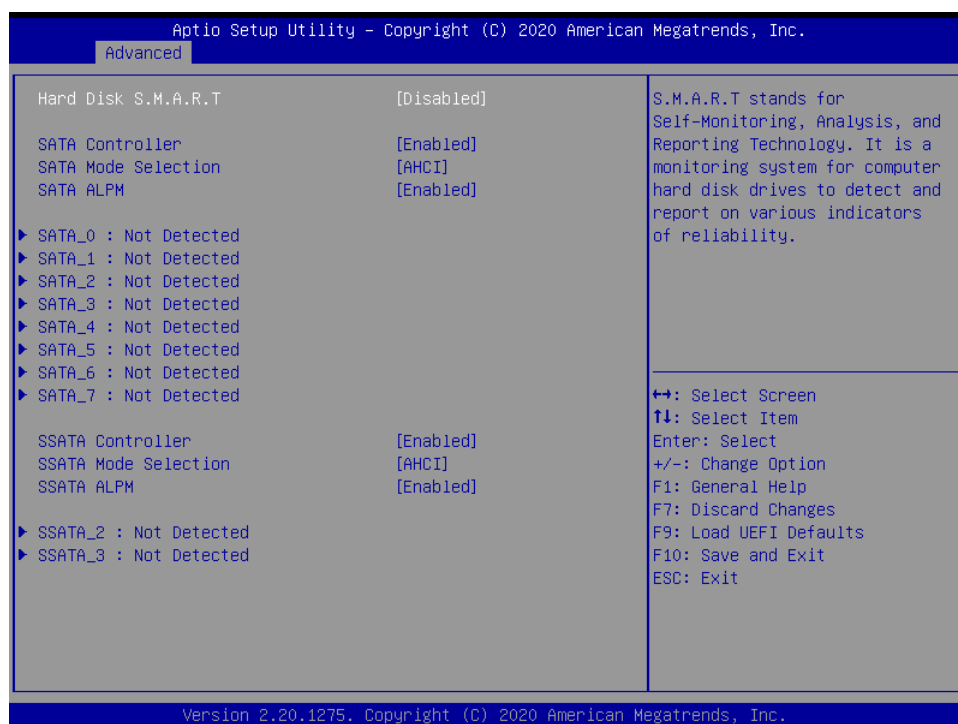 Aptio Setup Utility – Copyright (C) 2020 American Megatrends, Inc.
Advanced
Hard Disk S.M.A.R.T [Disabled]
SATA Controller [Enabled]
SATA Mode Selection [AHCI]
SATA ALPM [Enabled]
SATA_0 : Not Detected
SATA_1 : Not Detected
SATA_2 : Not Detected
SATA_3 : Not Detected
SATA_4 : Not Detected
SATA_5 : Not Detected
SATA_6 : Not Detected
SATA_7 : Not Detected
SSATA Controller [Enabled]
SSATA Mode Selection [AHCI]
SSATA ALPM [Enabled]
SSATA_2 : Not Detected
SSATA_3 : Not Detected
S.M.A.R.T stands for
Self-Monitoring, Analysis, and
Reporting Technology. It is a
monitoring system for computer
hard disk drives to detect and
report on various indicators
of reliability.
↔: Select Screen
↑↓: Select Item
Enter: Select
+/-: Change Option
F1: General Help
F7: Discard Changes
F9: Load UEFI Defaults
F10: Save and Exit
ESC: Exit
Version 2.20.1275. Copyright (C) 2020 American Megatrends, Inc.